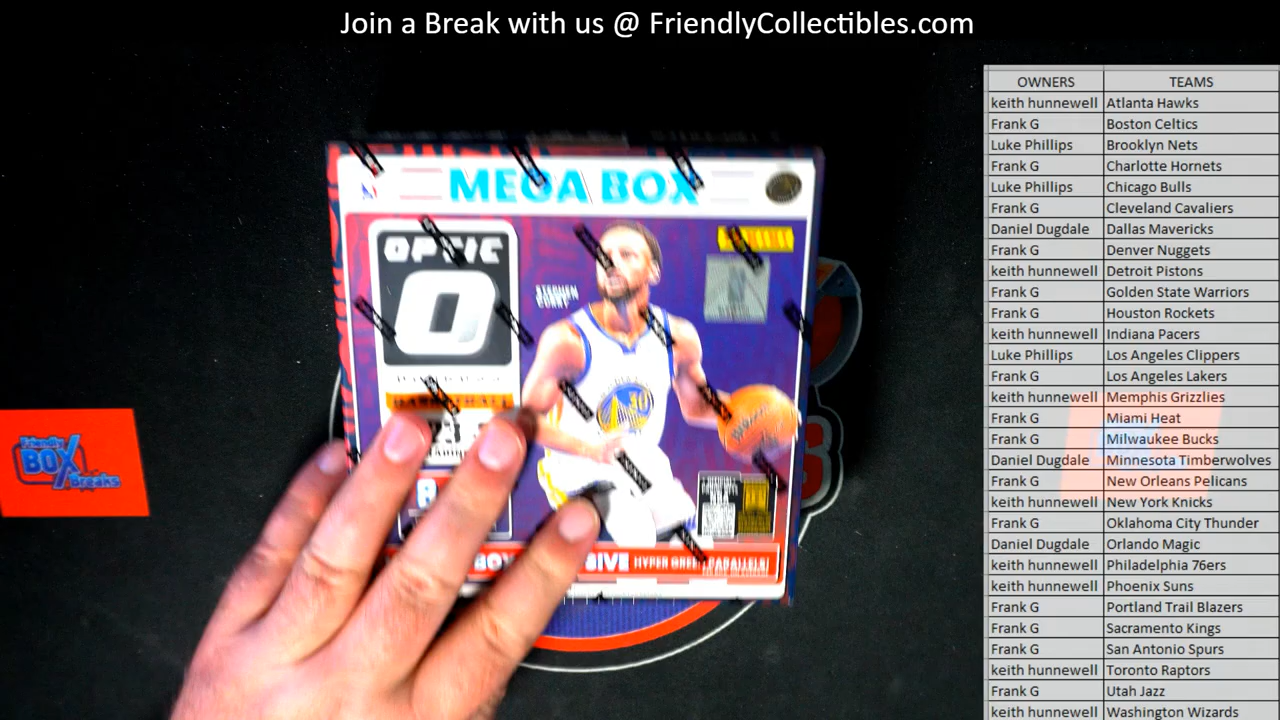 Join a Break with us @ FriendlyCollectibles.com
MEGA BOX
OPTIC
STEPHEN
CURRY
PANINI
BASKETBALL
30
HYPER GREEN PARALLELS!
Friendly
BOX
Breaks
OWNERS TEAMS
keith hunnewell Atlanta Hawks
Frank G Boston Celtics
Luke Phillips Brooklyn Nets
Frank G Charlotte Hornets
Luke Phillips Chicago Bulls
Frank G Cleveland Cavaliers
Daniel Dugdale Dallas Mavericks
Frank G Denver Nuggets
keith hunnewell Detroit Pistons
Frank G Golden State Warriors
Frank G Houston Rockets
keith hunnewell Indiana Pacers
Luke Phillips Los Angeles Clippers
Frank G Los Angeles Lakers
keith hunnewell Memphis Grizzlies
Frank G Miami Heat
Frank G Milwaukee Bucks
Daniel Dugdale Minnesota Timberwolves
Frank G New Orleans Pelicans
keith hunnewell New York Knicks
Frank G Oklahoma City Thunder
Daniel Dugdale Orlando Magic
keith hunnewell Philadelphia 76ers
keith hunnewell Phoenix Suns
Frank G Portland Trail Blazers
Frank G Sacramento Kings
Frank G San Antonio Spurs
keith hunnewell Toronto Raptors
Frank G Utah Jazz
keith hunnewell Washington Wizards